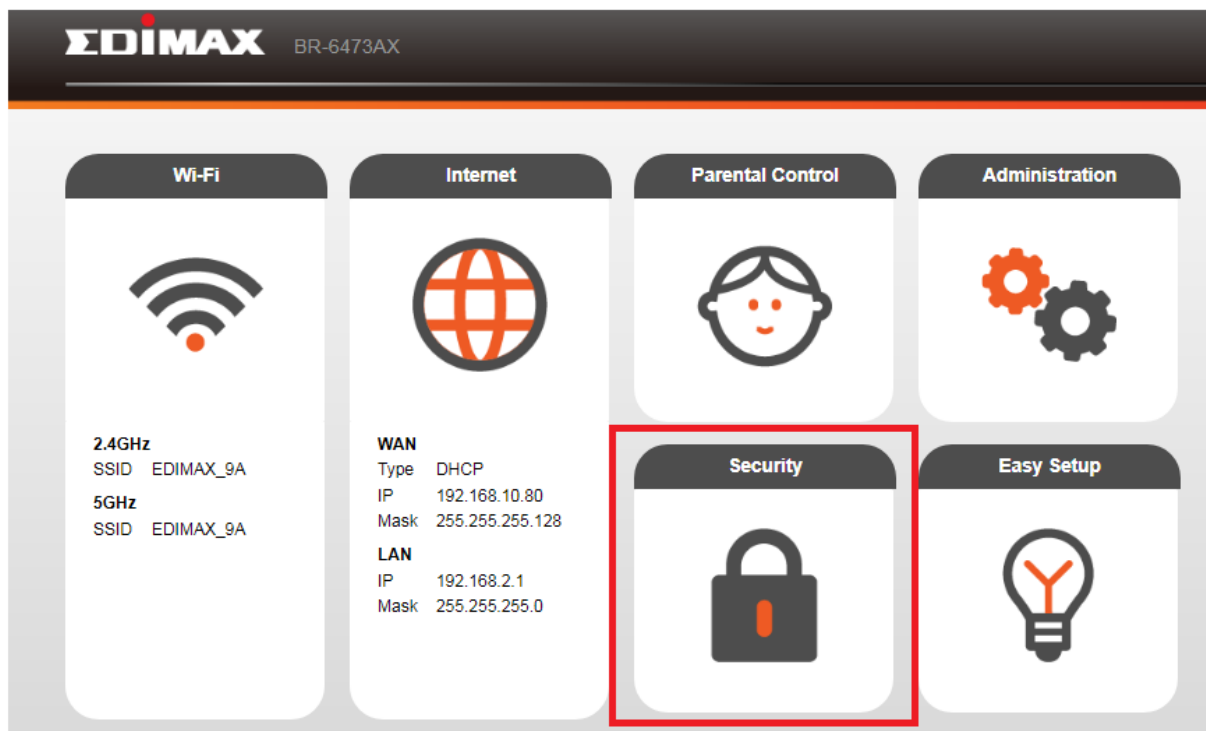 EDIMAX BR-6473AX
Wi-Fi
Internet
Parental Control
Administration
2.4GHz
SSID EDIMAX_9A
5GHz
SSID EDIMAX_9A
WAN
Type DHCP
IP 192.168.10.80
Mask 255.255.255.128
LAN
IP 192.168.2.1
Mask 255.255.255.0
Security
Easy Setup